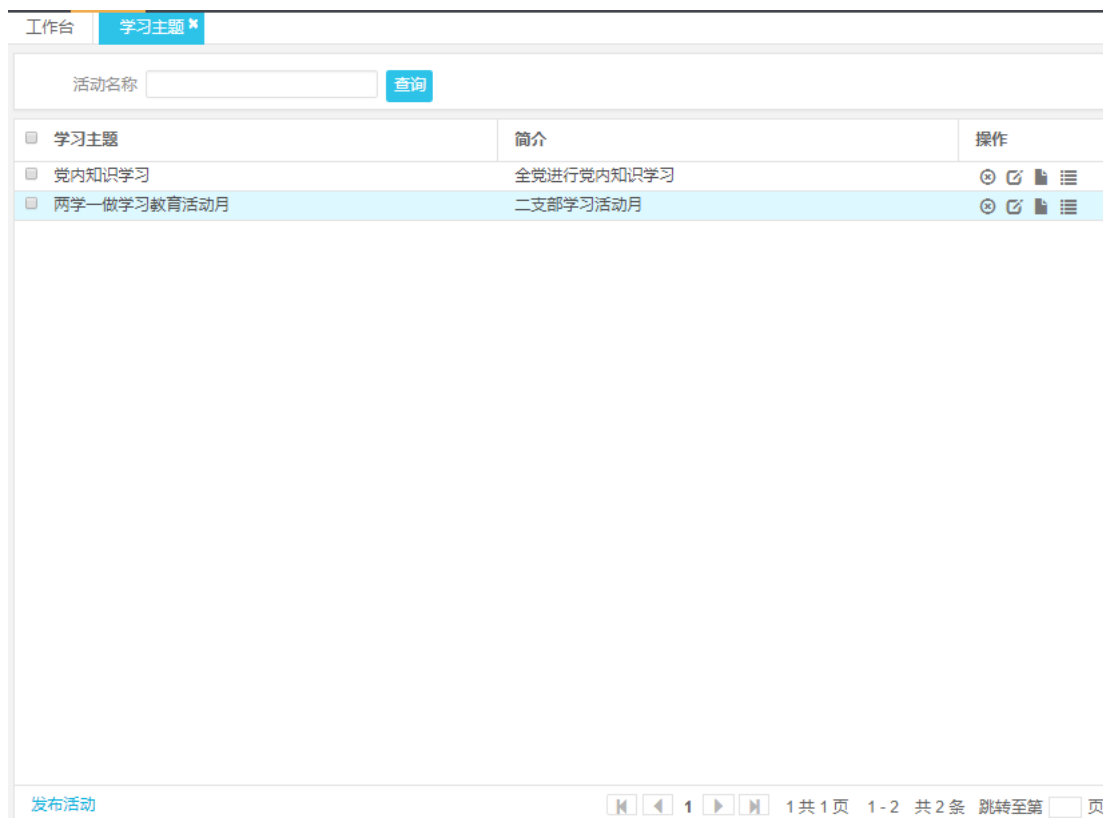 工作台 学习主题
活动名称 查询
学习主题 简介 操作
党内知识学习 全党进行党内知识学习
两学一做学习教育活动月 二支部学习活动月
发布活动 1 1共1页 1-2 共2条 跳转至第 页